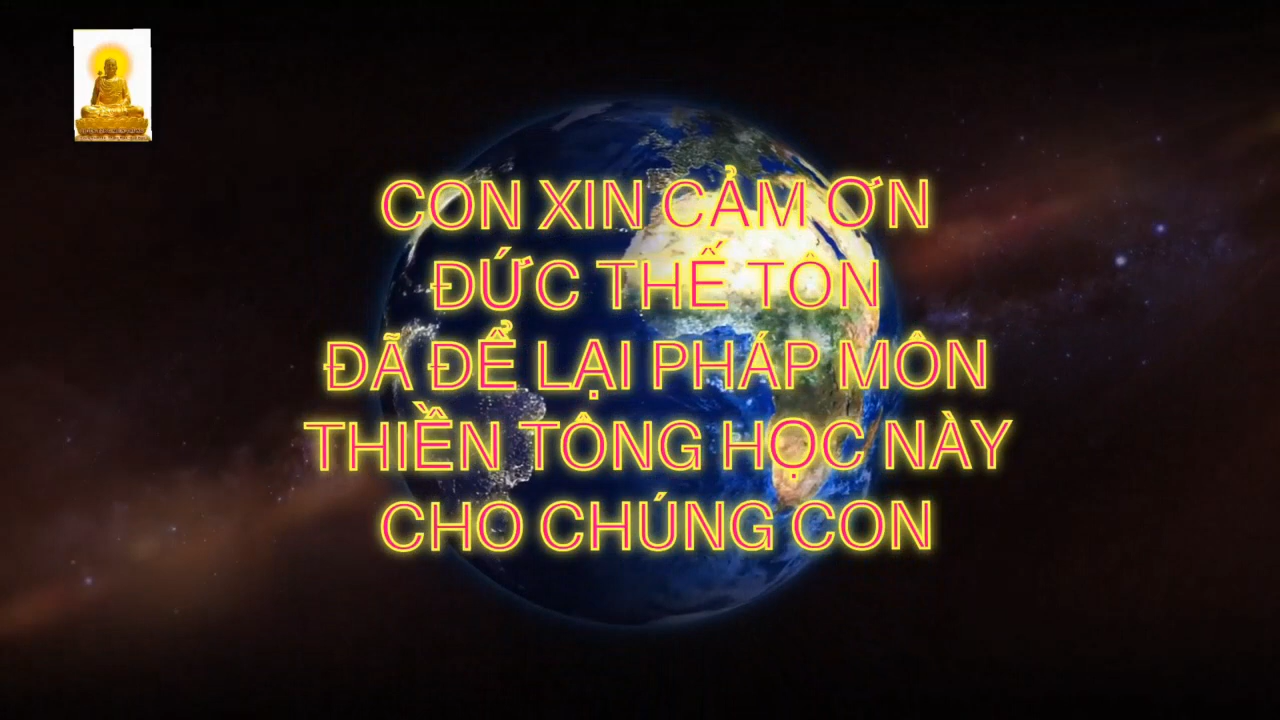 CON XIN CẢM ƠN
ĐỨC THẾ TÔN
ĐÃ ĐỂ LẠI PHÁP MÔN
THIỀN TÔNG HỌC NÀY
CHO CHÚNG CON